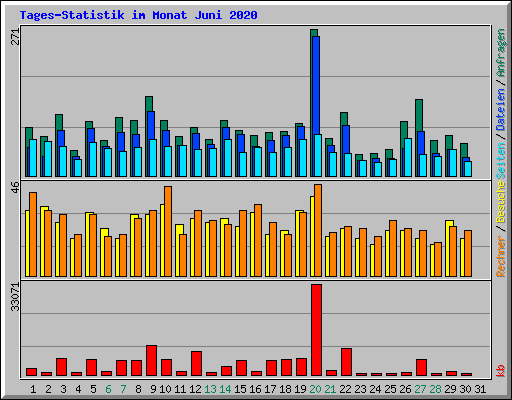 Tages-Statistik im Monat Juni 2020
271
46
33071
Rechner / Besuche Seiten / Dateien / Anfragen
kb
1 2 3 4 5 6 7 8 9 10 11 12 13 14 15 16 17 18 19 20 21 22 23 24 25 26 27 28 29 30 31